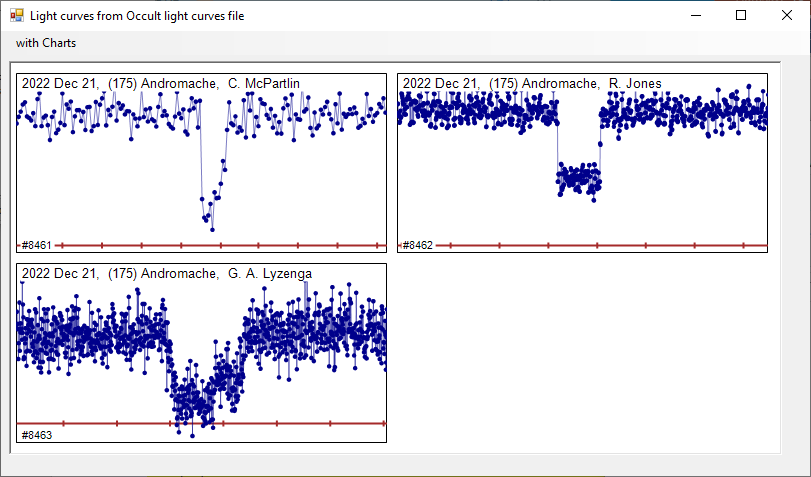 Light curves from Occult light curves file
with Charts
2022 Dec 21,  (175) Andromache,  C. McPartlin
#8461
2022 Dec 21,  (175) Andromache,  R. Jones
#8462
2022 Dec 21,  (175) Andromache,  G. A. Lyzenga
#8463